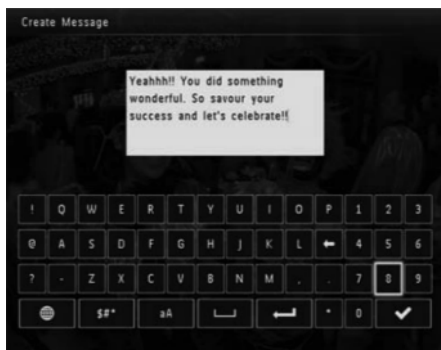 Create Message
Yeahhh!! You did something
wonderful. So savour your
success and let's celebrate!!
! Q W E R T Y U I O P 1 2 3
@ A S D F G H J K L 4 5 6
? - Z X C V B N M , . 7 8 9
$#* aA * 0